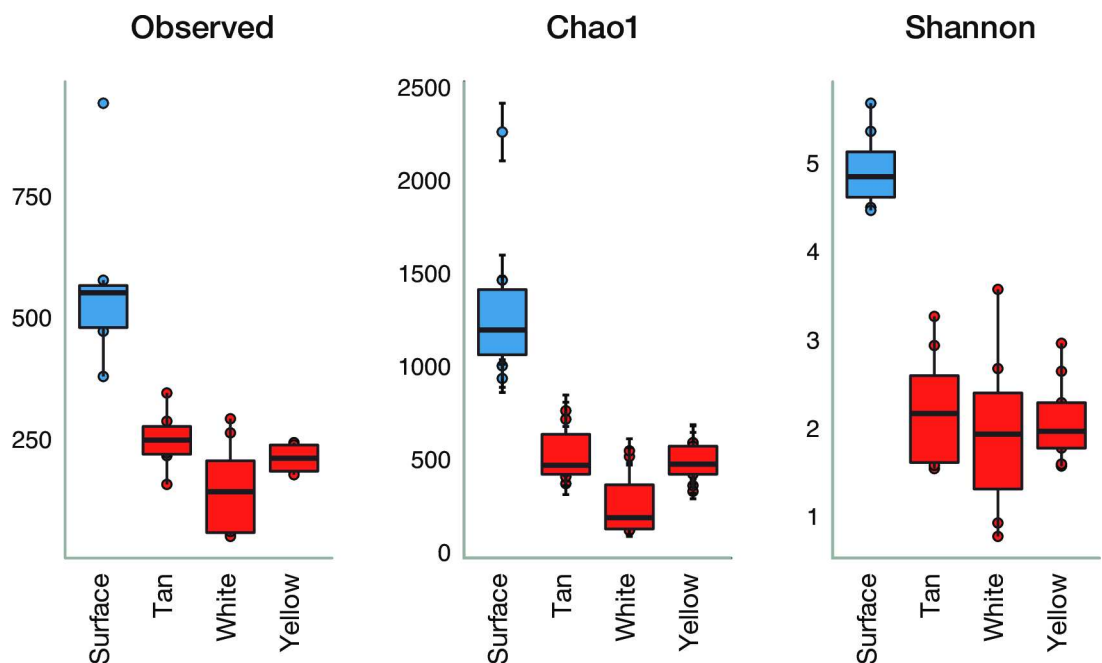 Observed
Chao1
Shannon
750
500
250
Surface
Tan
White
Yellow
2500
2000
1500
1000
500
0
Surface
Tan
White
Yellow
5
4
3
2
1
Surface
Tan
White
Yellow